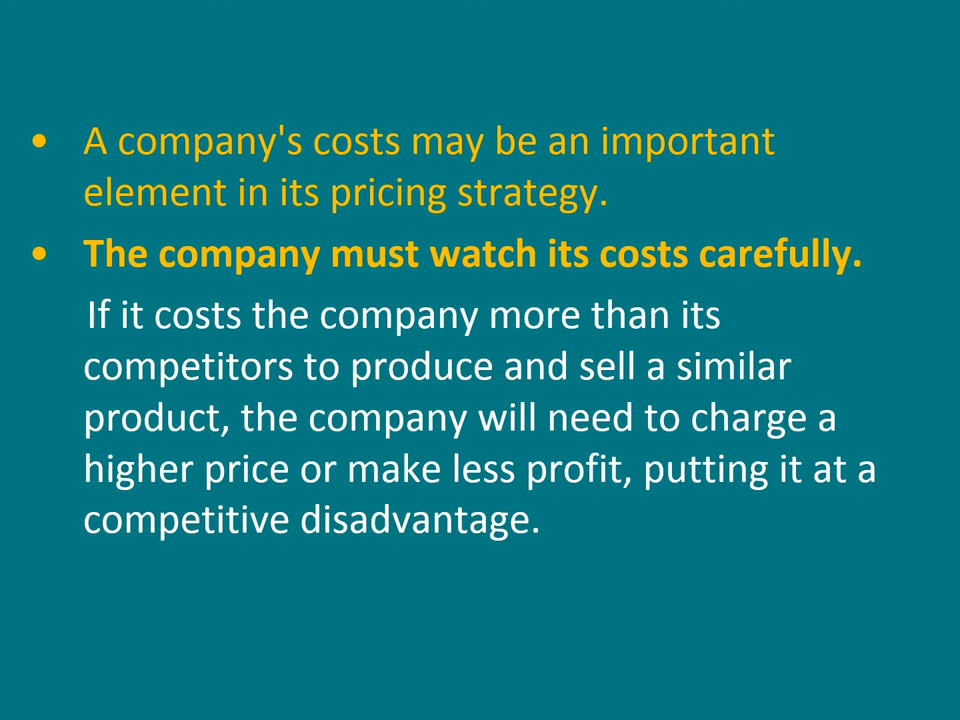 • A company's costs may be an important
element in its pricing strategy.
• The company must watch its costs carefully.
If it costs the company more than its
competitors to produce and sell a similar
product, the company will need to charge a
higher price or make less profit, putting it at a
competitive disadvantage.